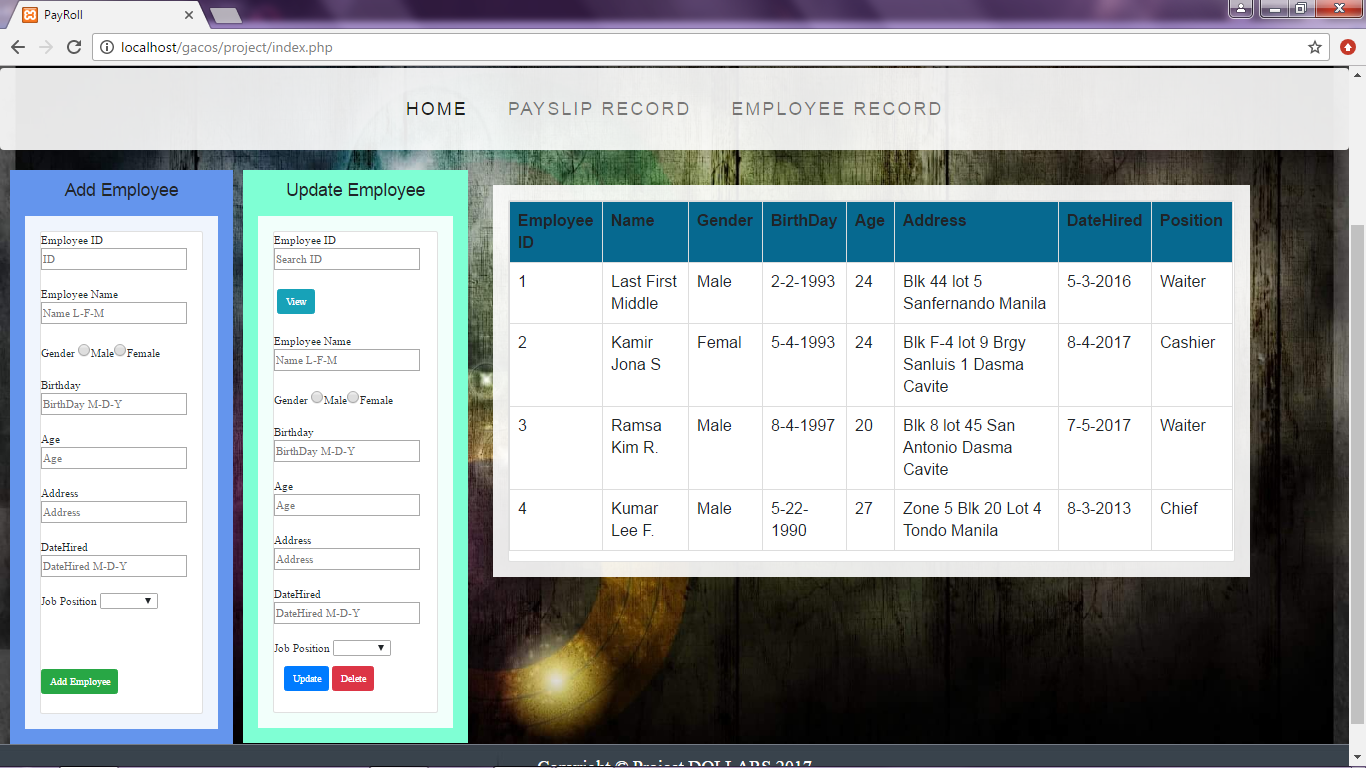 PayRoll
localhost/gacos/project/index.php
HOME PAYSLIP RECORD EMPLOYEE RECORD
Add Employee
Employee ID
ID
Employee Name
Name L-F-M
Gender Male Female
Birthday
BirthDay M-D-Y
Age
Age
Address
Address
DateHired
DateHired M-D-Y
Job Position
Add Employee
Update Employee
Employee ID
Search ID
View
Employee Name
Name L-F-M
Gender Male Female
Birthday
BirthDay M-D-Y
Age
Age
Address
Address
DateHired
DateHired M-D-Y
Job Position
Update Delete
Employee ID Name Gender BirthDay Age Address DateHired Position
1 Last First Middle Male 2-2-1993 24 Blk 44 lot 5 Sanfernando Manila 5-3-2016 Waiter
2 Kamir Jona S Femal 5-4-1993 24 Blk F-4 lot 9 Brgy Sanluis 1 Dasma Cavite 8-4-2017 Cashier
3 Ramsa Kim R. Male 8-4-1997 20 Blk 8 lot 45 San Antonio Dasma Cavite 7-5-2017 Waiter
4 Kumar Lee F. Male 5-22-1990 27 Zone 5 Blk 20 Lot 4 Tondo Manila 8-3-2013 Chief
Copyright © Project DOLLARS 2017